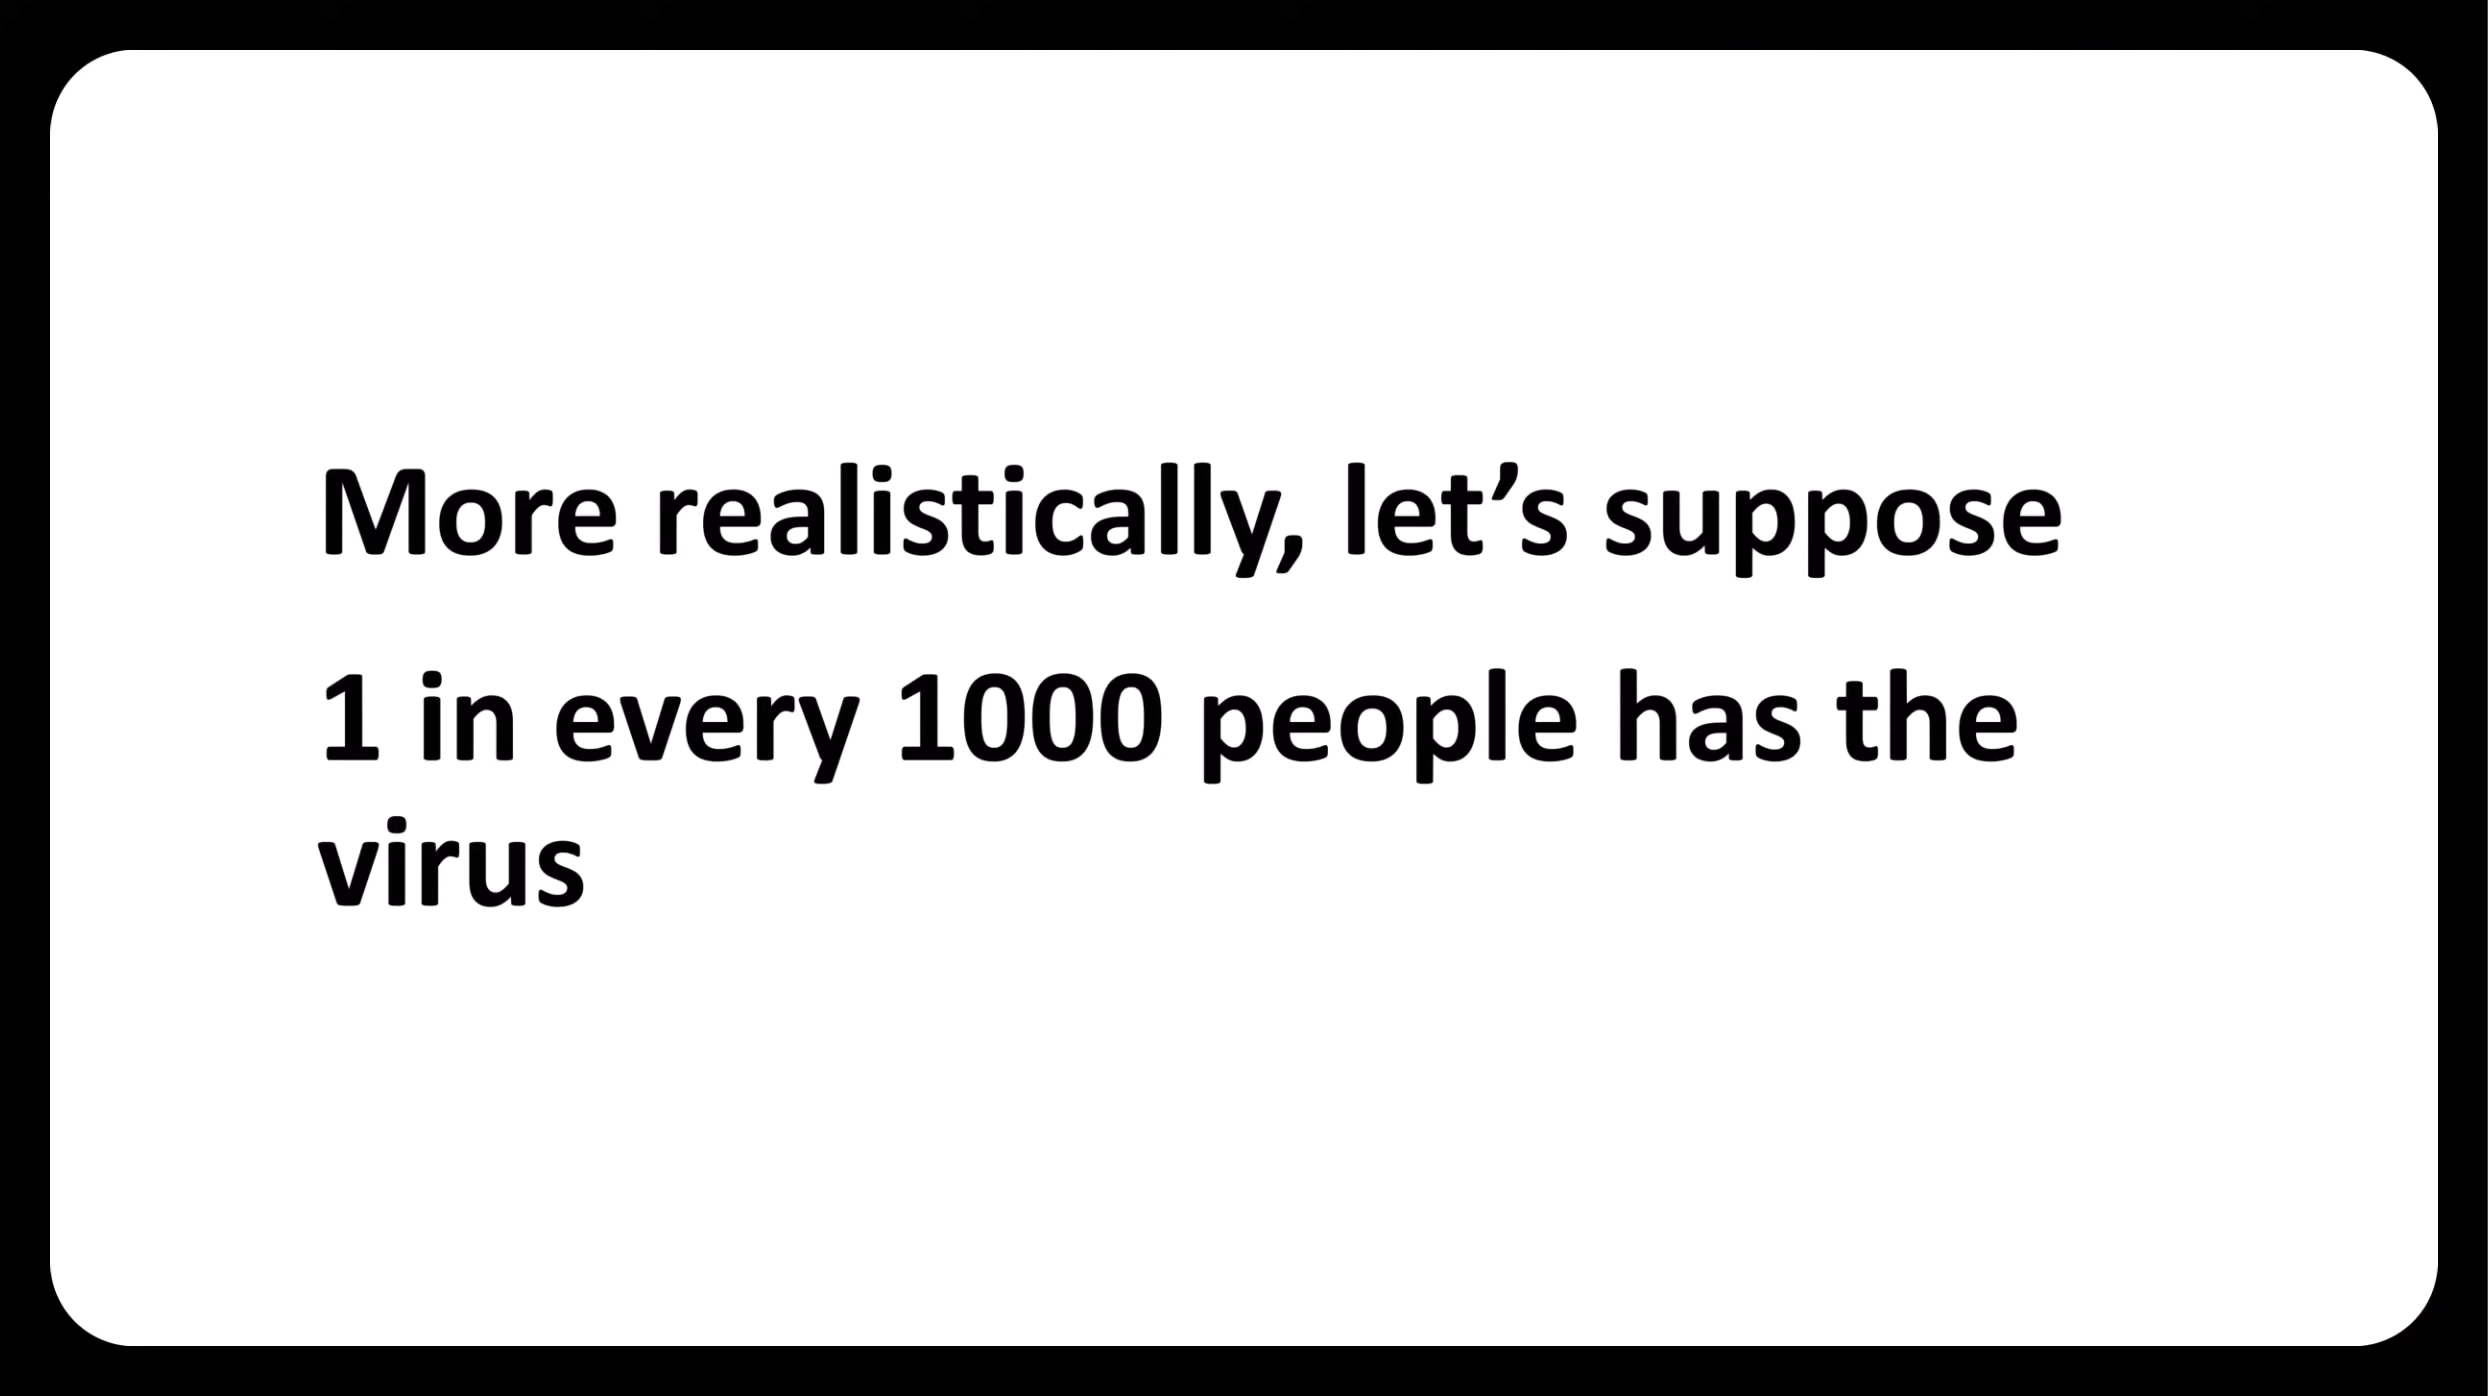 More realistically, let’s suppose
1 in every 1000 people has the
virus